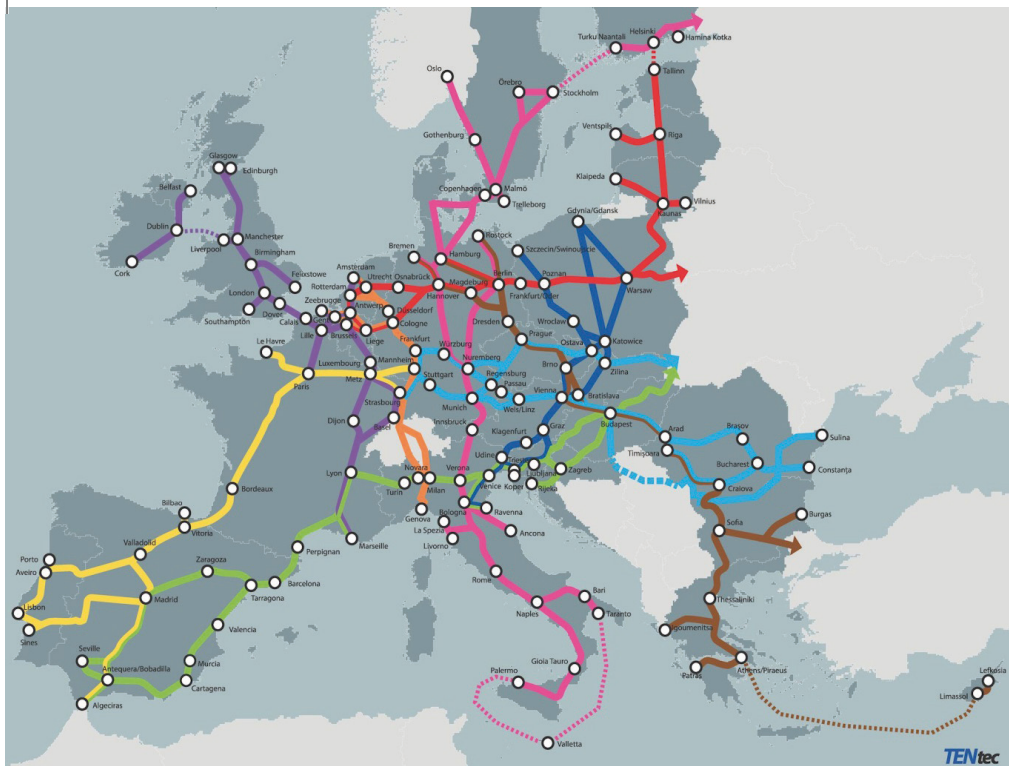 Turku Naantali
Helsinki
Hamina Kotka
Oslo
Örebro
Stockholm
Tallinn
Gothenburg
Ventspils
Rīga
Glasgow
Edinburgh
Belfast
Klaipeda
Copenhagen
Malmö
Trelleborg
Kaunas
Vilnius
Gdynia/Gdansk
Dublin
Liverpool
Manchester
Rostock
Bremen
Hamburg
Szczecin/Swinoujscie
Cork
Birmingham
Felixstowe
Amsterdam
Utrecht
Osnabrück
Rotterdam
Magdeburg
Berlin
Poznan
Warsaw
London
Zeebrugge
Antwerp
Düsseldorf
Hannover
Frankfurt/Oder
Southampton
Dover
Calais
Gent
Cologne
Dresden
Wroclaw
Lille
Brussels
Liege
Prague
Katowice
Le Havre
Frankfurt
Würzburg
Ostava
Luxembourg
Mannheim
Nuremberg
Brno
Zilina
Paris
Metz
Stuttgart
Regensburg
Passau
Strasbourg
Munich
Wels/Linz
Vienna
Bratislava
Dijon
Basel
Innsbruck
Graz
Budapest
Klagenfurt
Arad
Brașov
Sulina
Udine
Timișoara
Lyon
Novara
Verona
Trieste
Ljubljana
Zagreb
Bucharest
Constanța
Turin
Milan
Venice
Koper
Rijeka
Craiova
Bordeaux
Genova
Bologna
Ravenna
Burgas
Bilbao
Vitoria
La Spezia
Ancona
Sofia
Marseille
Livorno
Porto
Valladolid
Perpignan
Aveiro
Zaragoza
Rome
Barcelona
Madrid
Tarragona
Naples
Bari
Thessaliniki
Lisbon
Taranto
Sines
Valencia
Igoumenitsa
Seville
Murcia
Gioia Tauro
Palermo
Patras
Athens/Piraeus
Lefkosia
Antequera/Bobadilla
Cartagena
Limassol
Algeciras
Valletta
TENtec